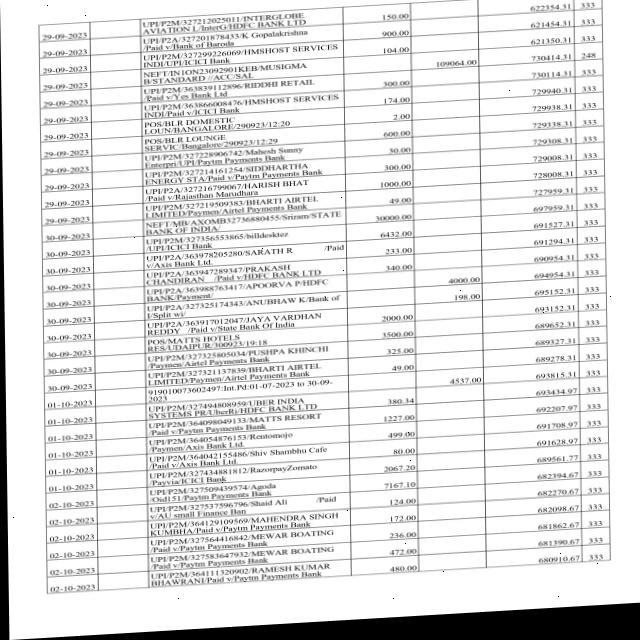 29-09-2023 UPI/P2M/327212025011/INTERGLOBE 150.00 622354.31 333
AVIATION L/InterG/HDFC BANK LTD
29-09-2023 UPI/P2A/327201878433/K Gopalakrishna 900.00 621454.31 333
/Paid v/Bank of Baroda
29-09-2023 UPI/P2M/327299226069/HMSHOST SERVICES 104.00 621350.31 333
INDI/UPI/ICICI Bank
29-09-2023 NEFT/IN1ON2309290 1KEB/MUSIGMA 109064.00 730414.31 248
B/STANDARD //ACC/SAL
29-09-2023 UPI/P2M/363839112896/RIDDHI RETAIL 300.00 730114.31 333
/Paid v/Yes Bank Ltd
29-09-2023 UPI/P2M/363866008476/HMSHOST SERVICES 174.00 729940.31 333
INDI/Paid v/ICICI Bank
29-09-2023 POS/BLR DOMESTIC 2.00 729938.31 333
LOUN/BANGALORE/290923/12:20
29-09-2023 POS/BLR LOUNGE 600.00 729338.31 333
SERVIC/Bangalore/290923/12:29
29-09-2023 UPI/P2M/327228906742/Mahesh Sunny 30.00 729308.31 333
Enterpri/UPI/Paytm Payments Bank
29-09-2023 UPI/P2M/327214161254/SIDDHARTHA 300.00 729008.31 333
ENERGY STA/Paid v/Paytm Payments Bank
29-09-2023 UPI/P2A/327216799067/HARISH BHAT 1000.00 728008.31 333
/Paid v/Rajasthan Marudhara
29-09-2023 UPI/P2M/327219509383/BHARTI AIRTEL 49.00 727959.31 333
LIMITED/Paymen/Airtel Payments Bank
30-09-2023 NEFT/MB/AXOMB32736880455/Sriram/STATE 30000.00 697959.31 333
BANK OF INDIA/
30-09-2023 UPI/P2M/327356553865/billdesktez 6432.00 691527.31 333
/UPI/ICICI Bank
30-09-2023 UPI/P2A/363978205280/SARATH R /Paid 233.00 691294.31 333
v/Axis Bank Ltd.
30-09-2023 UPI/P2A/363947289347/PRAKASH 340.00 690954.31 333
CHANDIRAN /Paid v/HDFC BANK LTD
30-09-2023 UPI/P2A/363988763417/APOORVA P/HDFC 4000.00 694954.31 333
BANK/Payment/
30-09-2023 UPI/P2A/327325174343/ANUBHAW K/Bank of 198.00 695152.31 333
I/Split wi/
30-09-2023 UPI/P2A/363917012047/JAYA VARDHAN 2000.00 693152.31 333
REDDY /Paid v/State Bank Of India
30-09-2023 POS/MATTS HOTELS 3500.00 689652.31 333
RES/UDAIPUR/300923/19:18
30-09-2023 UPI/P2M/327325805034/PUSHPA KHINCHI 325.00 689327.31 333
/Paymen/Airtel Payments Bank
30-09-2023 UPI/P2M/327321137839/BHARTI AIRTEL 49.00 689278.31 333
LIMITED/Paymen/Airtel Payments Bank
01-10-2023 919010073602497:Int.Pd:01-07-2023 to 30-09- 4537.00 693815.31 333
2023
01-10-2023 UPI/P2M/327494808959/UBER INDIA 380.34 693434.97 333
SYSTEMS PR/UberRi/HDFC BANK LTD
01-10-2023 UPI/P2M/364098049133/MATTS RESORT 1227.00 692207.97 333
/Paid v/Paytm Payments Bank
01-10-2023 UPI/P2M/364054876153/Rentomojo 499.00 691708.97 333
/Paymen/Axis Bank Ltd.
01-10-2023 UPI/P2M/364042155486/Shiv Shambhu Cafe 80.00 691628.97 333
/Paid v/Axis Bank Ltd.
01-10-2023 UPI/P2M/327434881812/RazorpayZomato 2067.20 689561.77 333
/Payvia/ICICI Bank
02-10-2023 UPI/P2M/327509439574/Agoda 7167.10 682394.67 333
/Oid151/Paytm Payments Bank
02-10-2023 UPI/P2M/327537596796/Shaid Ali /Paid 124.00 682270.67 333
v/AU small Finance Ban
02-10-2023 UPI/P2M/364129109569/MAHENDRA SINGH 172.00 682098.67 333
KUMBHA/Paid v/Paytm Payments Bank
02-10-2023 UPI/P2M/327564416842/MEWAR BOATING 236.00 681862.67 333
/Paid v/Paytm Payments Bank
02-10-2023 UPI/P2M/327583647932/MEWAR BOATING 472.00 681390.67 333
/Paid v/Paytm Payments Bank
02-10-2023 UPI/P2M/364111320902/RAMESH KUMAR 480.00 680910.67 333
BHAWRANI/Paid v/Paytm Payments Bank